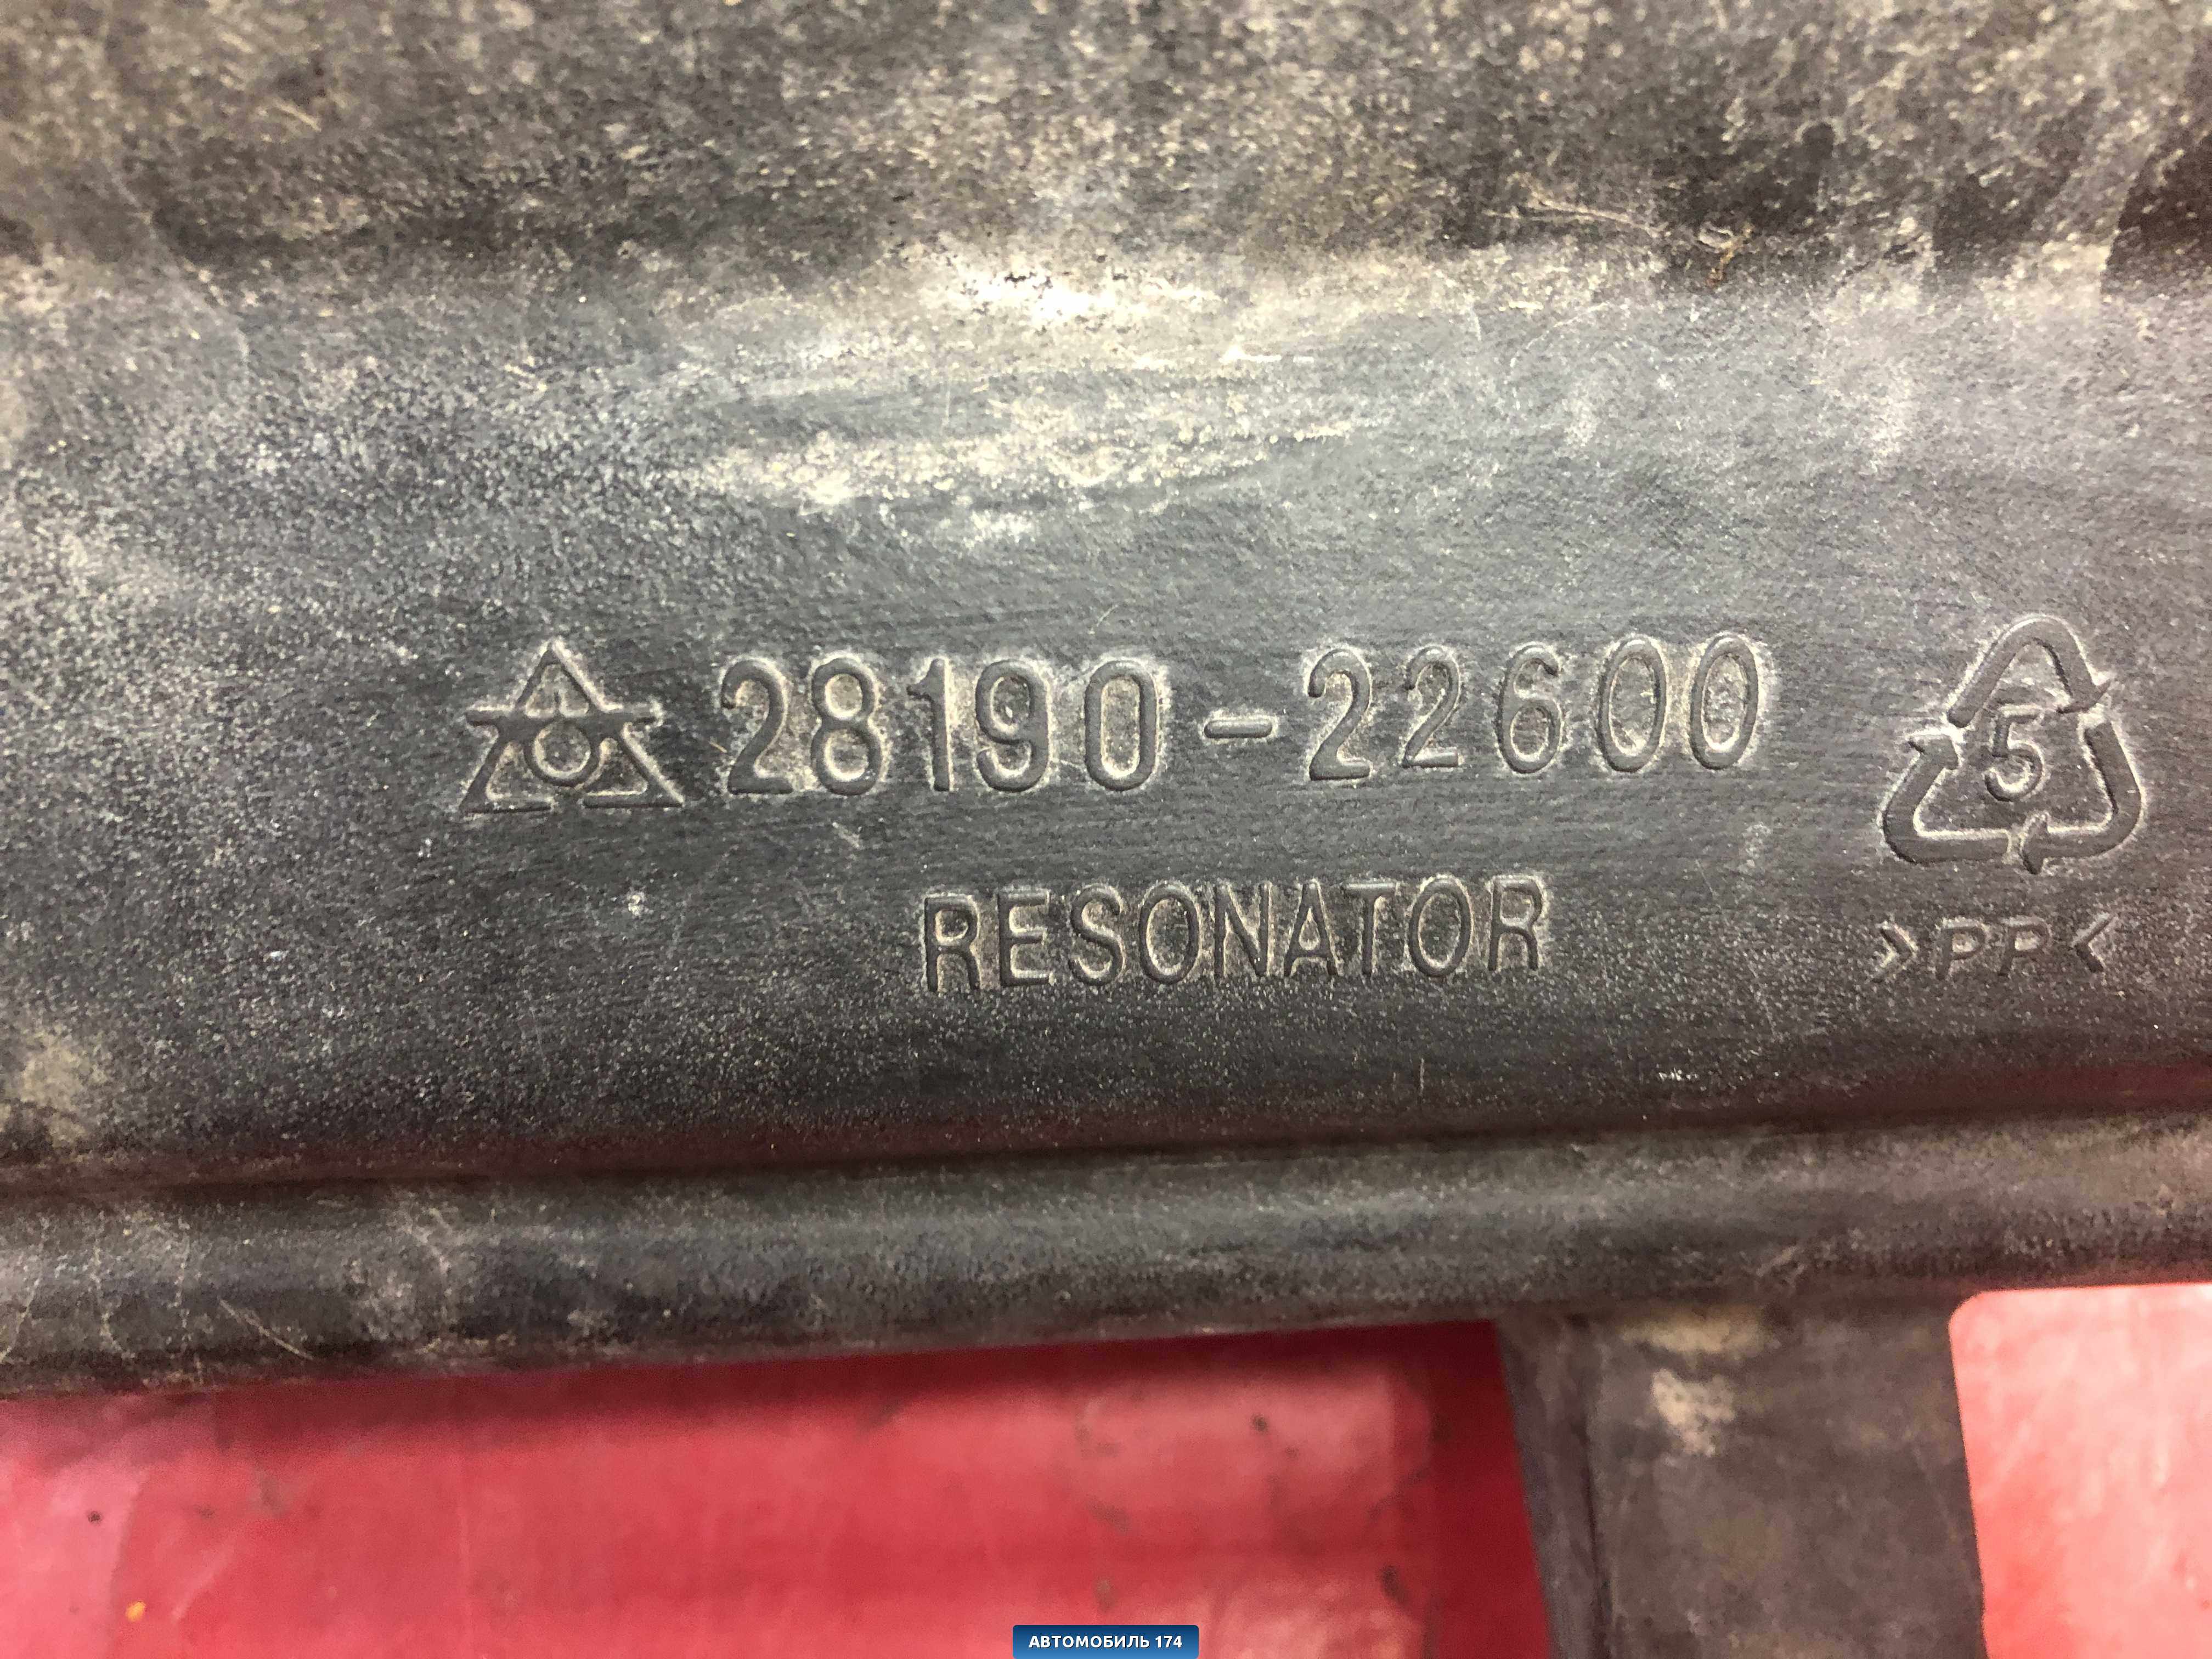 28190-22600
5
RESONATOR
>PP<
АВТОМОБИЛЬ 174